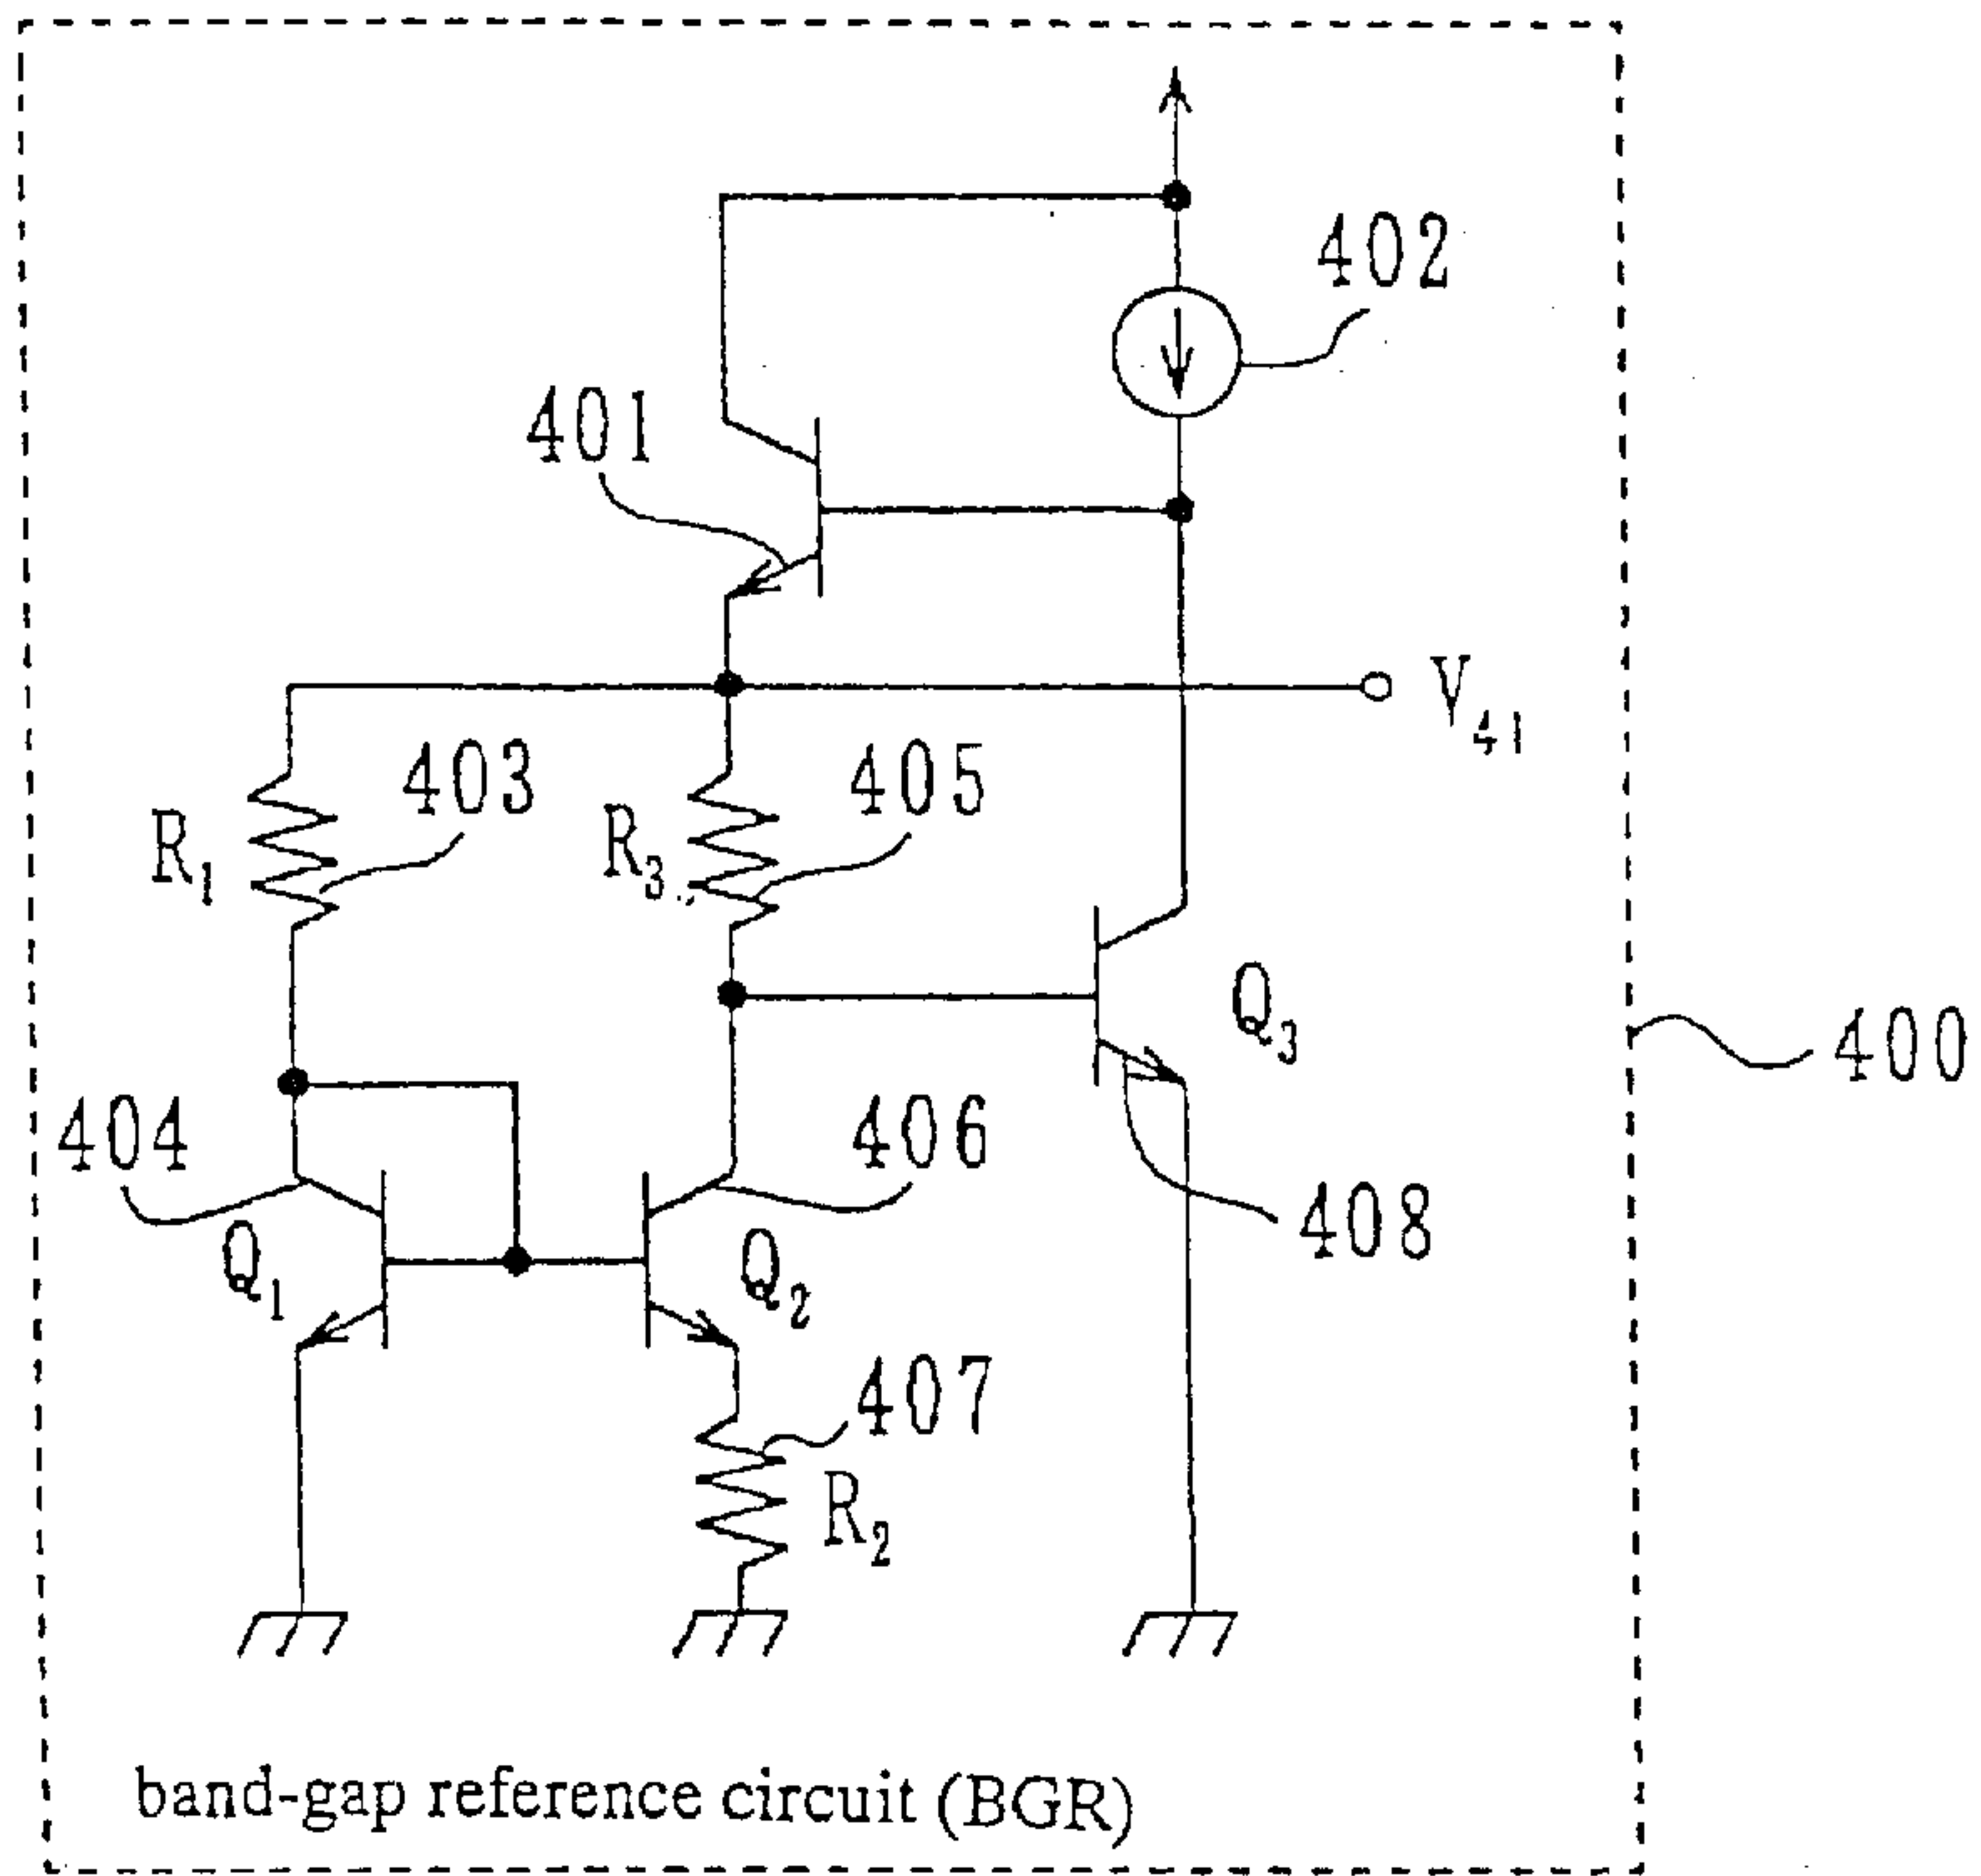 402
401
V41
403
405
R1
R3
Q3
400
404
406
408
Q1
Q2
407
R2
band-gap reference circuit (BGR)